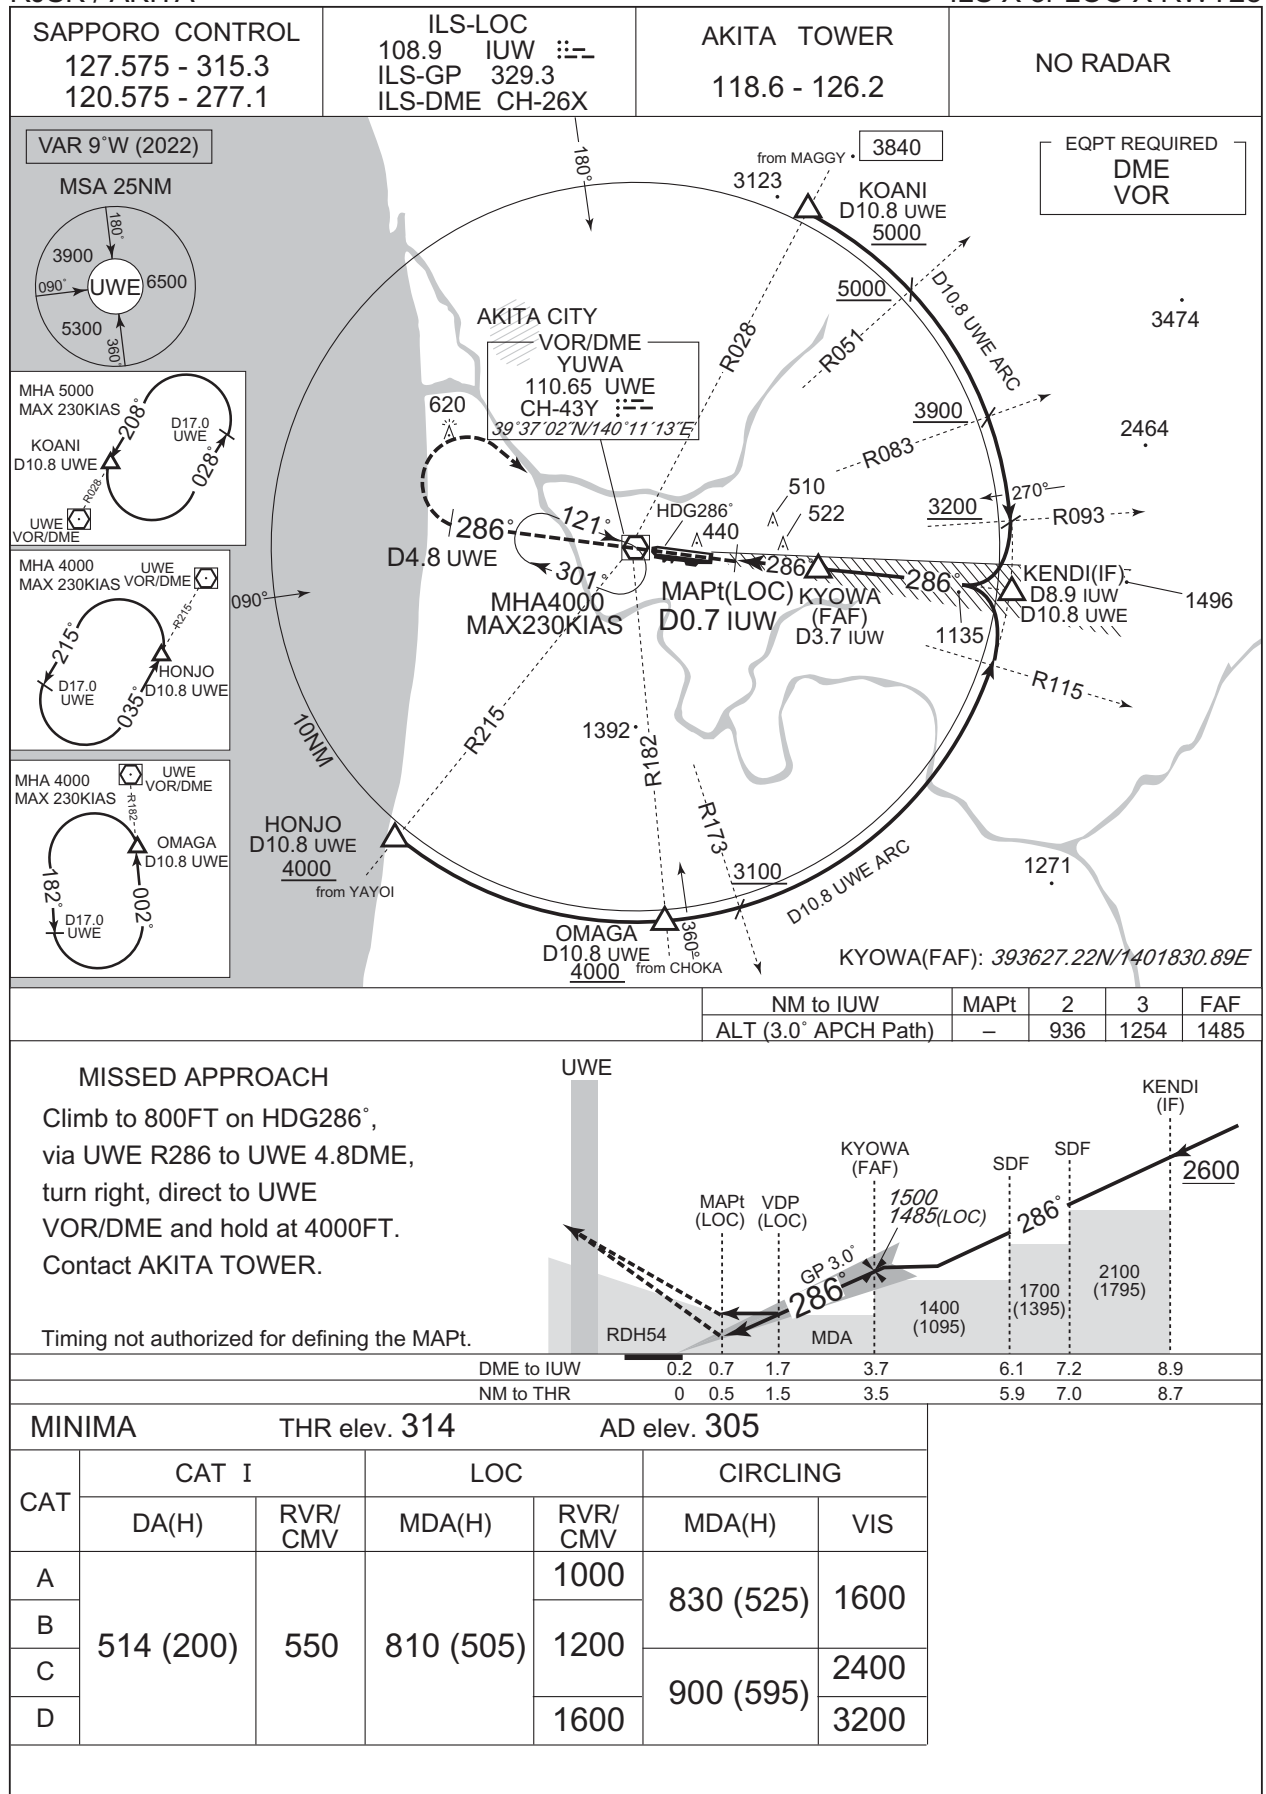 SAPPORO CONTROL
127.575 - 315.3
120.575 - 277.1
ILS-LOC
108.9 IUW
ILS-GP 329.3
ILS-DME CH-26X
AKITA TOWER
118.6 - 126.2
NO RADAR
VAR 9°W (2022)
MSA 25NM
180°
3900
090°
UWE
6500
5300
360°
180°
from MAGGY
3840
3123
KOANI
D10.8 UWE
5000
EQPT REQUIRED
DME
VOR
5000
D10.8 UWE ARC
3474
AKITA CITY
VOR/DME
YUWA
110.65 UWE
CH-43Y
39°37′02″N/140°11′13″E
R028
R051
3900
R083
2464
620
MHA 5000
MAX 230KIAS
208°
D17.0
UWE
KOANI
D10.8 UWE
028°
R028
UWE
VOR/DME
510
522
HDG286°
440
3200
270°
R093
286°
121°
D4.8 UWE
301°
MHA4000
MAX230KIAS
MAPt(LOC)
D0.7 IUW
286°
KYOWA
(FAF)
D3.7 IUW
286°
1135
KENDI(IF)
D8.9 IUW
D10.8 UWE
1496
MHA 4000
MAX 230KIAS
UWE
VOR/DME
R215
215°
HONJO
D10.8 UWE
D17.0
UWE
035°
090°
R115
10NM
R215
1392
R182
R173
MHA 4000
MAX 230KIAS
UWE
VOR/DME
R182
OMAGA
D10.8 UWE
182°
D17.0
UWE
002°
HONJO
D10.8 UWE
4000
from YAYOI
3100
D10.8 UWE ARC
1271
OMAGA
D10.8 UWE
4000
360°
from CHOKA
KYOWA(FAF): 393627.22N/1401830.89E
NM to IUW MAPt 2 3 FAF
ALT (3.0° APCH Path) – 936 1254 1485
MISSED APPROACH
Climb to 800FT on HDG286°,
via UWE R286 to UWE 4.8DME,
turn right, direct to UWE
VOR/DME and hold at 4000FT.
Contact AKITA TOWER.
Timing not authorized for defining the MAPt.
UWE
KENDI
(IF)
KYOWA
(FAF)
SDF
SDF
2600
MAPt
(LOC)
VDP
(LOC)
1500
1485(LOC)
286°
GP 3.0°
286°
2100
(1795)
1700
(1395)
1400
(1095)
RDH54
MDA
DME to IUW 0.2 0.7 1.7 3.7 6.1 7.2 8.9
NM to THR 0 0.5 1.5 3.5 5.9 7.0 8.7
MINIMA THR elev. 314 AD elev. 305
CAT
CAT I
LOC
CIRCLING
DA(H)
RVR/
CMV
MDA(H)
RVR/
CMV
MDA(H)
VIS
A
B
C
D
514 (200)
550
810 (505)
1000
1200
1600
830 (525)
900 (595)
1600
2400
3200